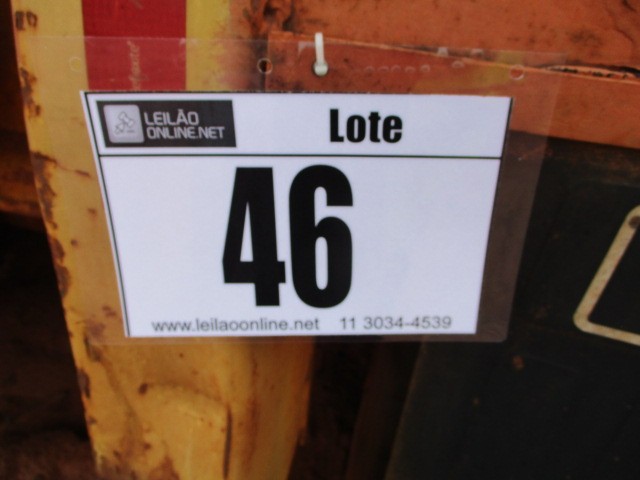 LEILÃO
ONLINE.NET
Lote
46
www.leilaoonline.net 11 3034-4539